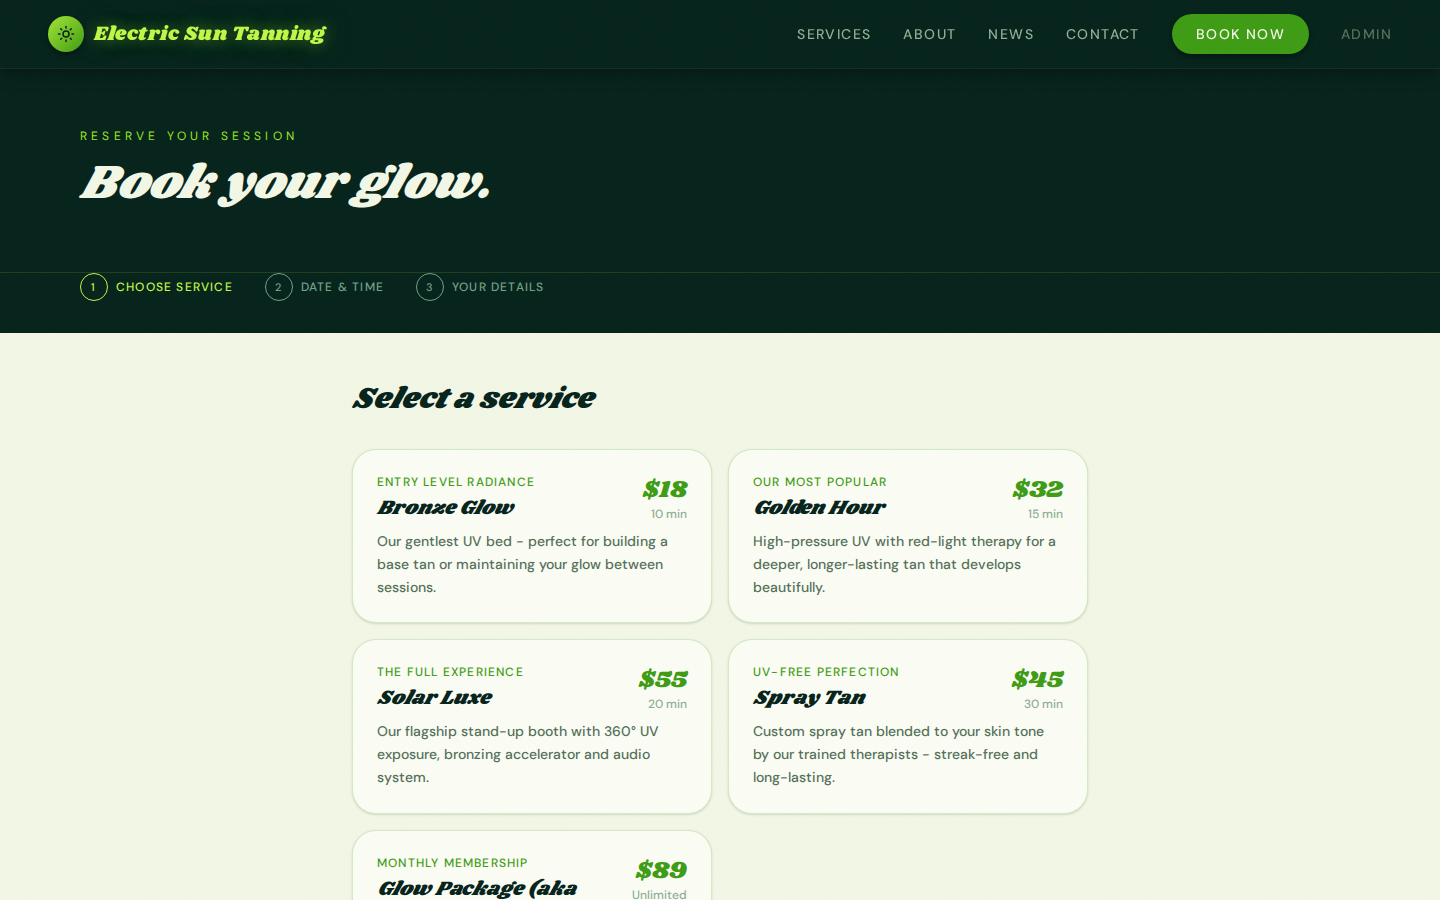 Electric Sun Tanning
SERVICES
ABOUT
NEWS
CONTACT
BOOK NOW
ADMIN
RESERVE YOUR SESSION
Book your glow.
1 CHOOSE SERVICE
2 DATE & TIME
3 YOUR DETAILS
Select a service
ENTRY LEVEL RADIANCE
Bronze Glow
$18
10 min
Our gentlest UV bed - perfect for building a
base tan or maintaining your glow between
sessions.
OUR MOST POPULAR
Golden Hour
$32
15 min
High-pressure UV with red-light therapy for a
deeper, longer-lasting tan that develops
beautifully.
THE FULL EXPERIENCE
Solar Luxe
$55
20 min
Our flagship stand-up booth with 360° UV
exposure, bronzing accelerator and audio
system.
UV-FREE PERFECTION
Spray Tan
$45
30 min
Custom spray tan blended to your skin tone
by our trained therapists - streak-free and
long-lasting.
MONTHLY MEMBERSHIP
Glow Package (aka
$89
Unlimited